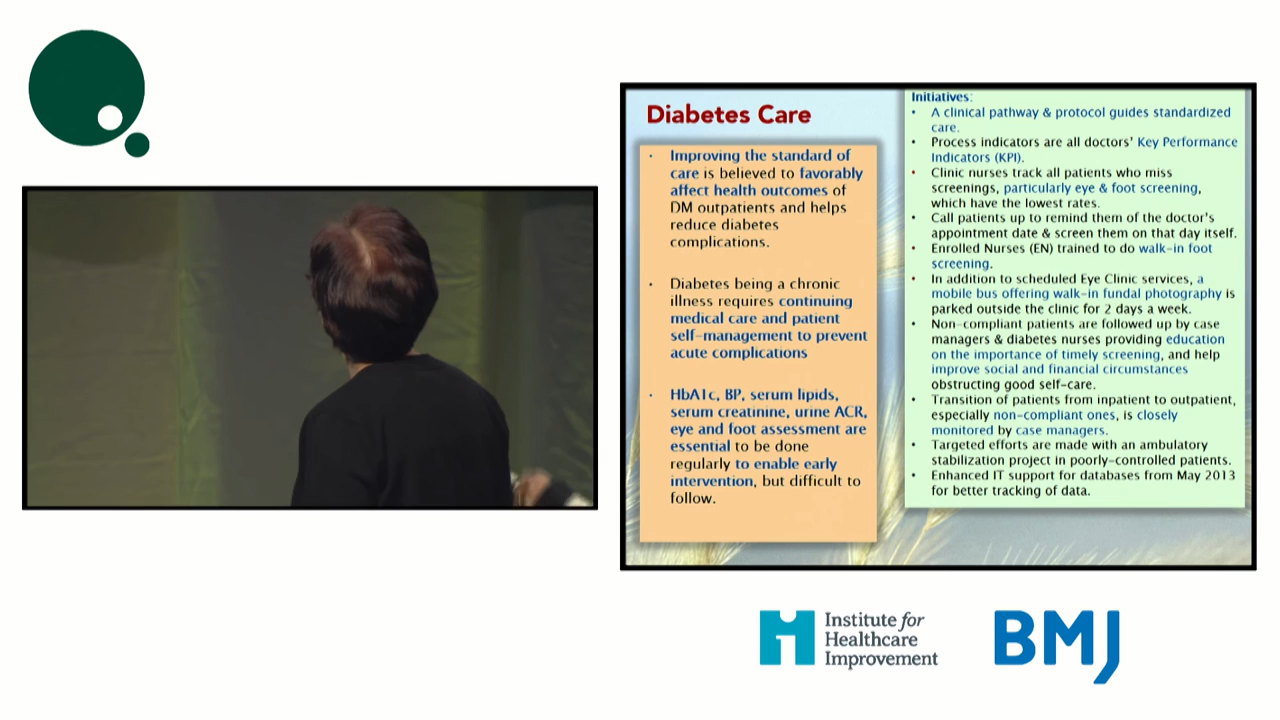 Diabetes Care
• Improving the standard of
care is believed to favorably
affect health outcomes of
DM outpatients and helps
reduce diabetes
complications.
• Diabetes being a chronic
illness requires continuing
medical care and patient
self-management to prevent
acute complications
• HbA1c, BP, serum lipids,
serum creatinine, urine ACR,
eye and foot assessment are
essential to be done
regularly to enable early
intervention, but difficult to
follow.
Initiatives:
• A clinical pathway & protocol guides standardized
care.
• Process indicators are all doctors' Key Performance
Indicators (KPI).
• Clinic nurses track all patients who miss
screenings, particularly eye & foot screening,
which have the lowest rates.
• Call patients up to remind them of the doctor's
appointment date & screen them on that day itself.
• Enrolled Nurses (EN) trained to do walk-in foot
screening.
• In addition to scheduled Eye Clinic services, a
mobile bus offering walk-in fundal photography is
parked outside the clinic for 2 days a week.
• Non-compliant patients are followed up by case
managers & diabetes nurses providing education
on the importance of timely screening, and help
improve social and financial circumstances
obstructing good self-care.
• Transition of patients from inpatient to outpatient,
especially non-compliant ones, is closely
monitored by case managers.
• Targeted efforts are made with an ambulatory
stabilization project in poorly-controlled patients.
• Enhanced IT support for databases from May 2013
for better tracking of data.
Institute for
Healthcare
Improvement
BMJ